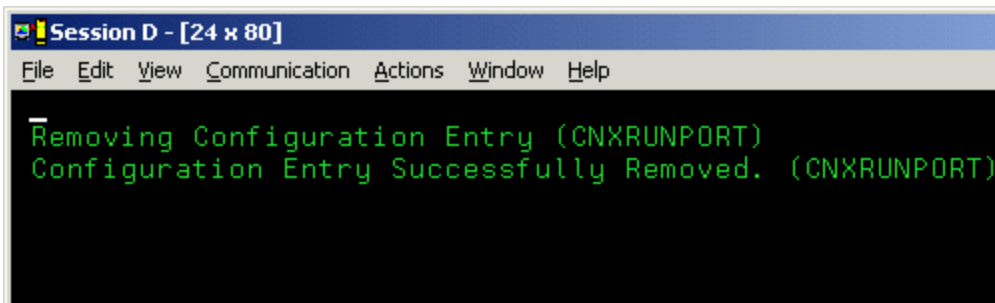 Session D - [24 x 80]
File Edit View Communication Actions Window Help
Removing Configuration Entry (CNXRUNPORT)
Configuration Entry Successfully Removed. (CNXRUNPORT)